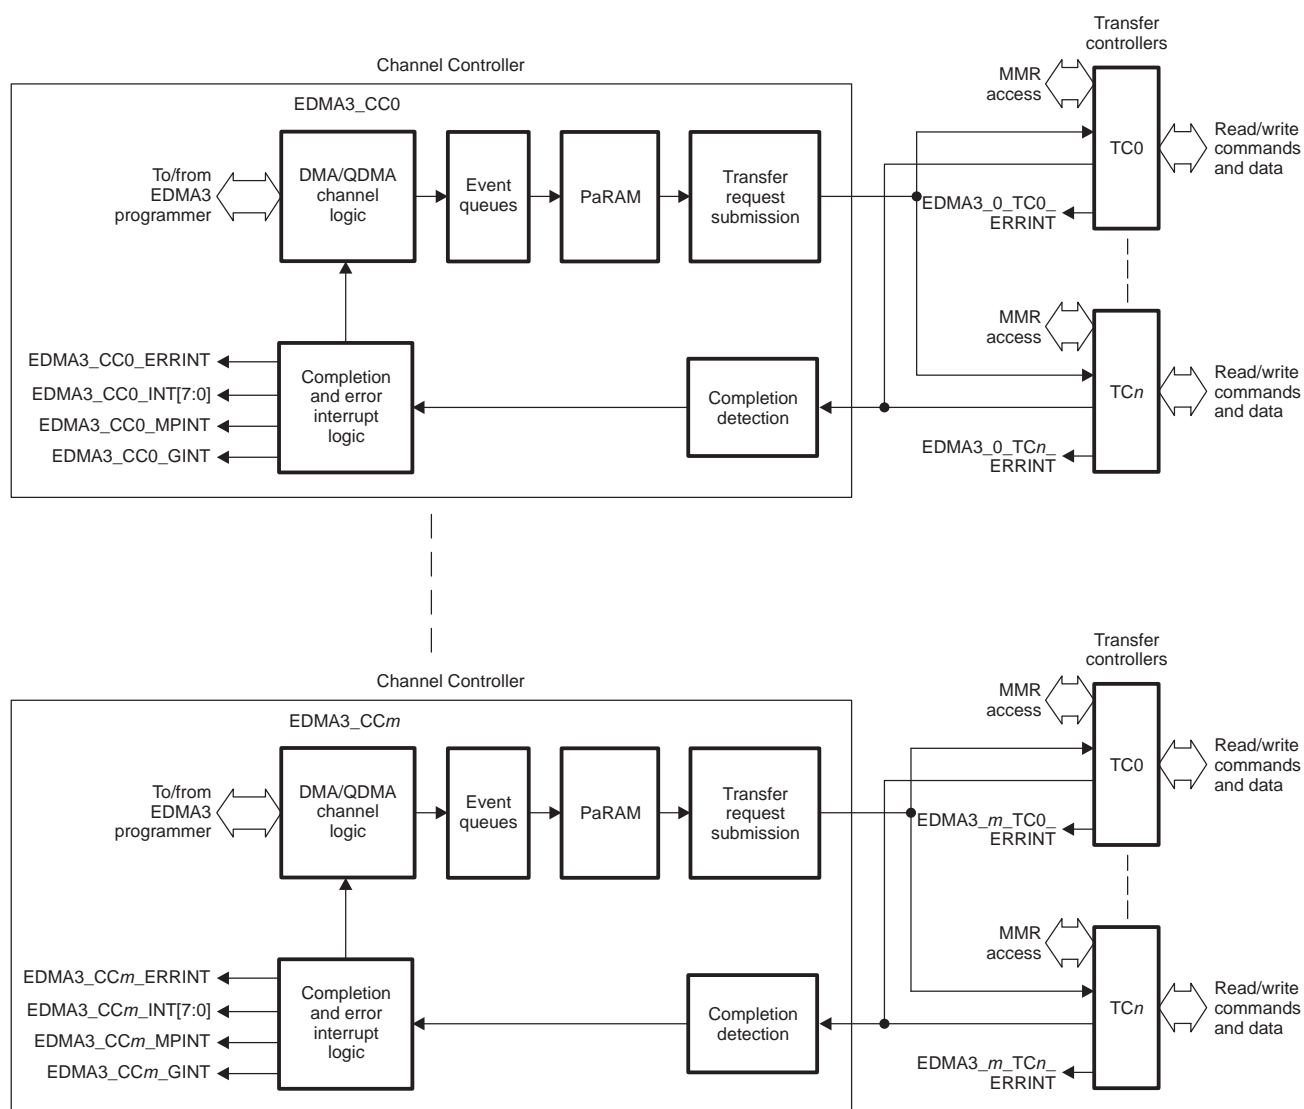 Transfer
controllers
Channel Controller
MMR
access
EDMA3_CC0
To/from
EDMA3
programmer
DMA/QDMA
channel
logic
Event
queues
PaRAM
Transfer
request
submission
TC0
Read/write
commands
and data
EDMA3_0_TC0_
ERRINT
MMR
access
EDMA3_CC0_ERRINT
EDMA3_CC0_INT[7:0]
EDMA3_CC0_MPINT
EDMA3_CC0_GINT
Completion
and error
interrupt
logic
Completion
detection
TCn
Read/write
commands
and data
EDMA3_0_TCn_
ERRINT
Transfer
controllers
Channel Controller
MMR
access
EDMA3_CCm
To/from
EDMA3
programmer
DMA/QDMA
channel
logic
Event
queues
PaRAM
Transfer
request
submission
TC0
Read/write
commands
and data
EDMA3_m_TC0_
ERRINT
MMR
access
EDMA3_CCm_ERRINT
EDMA3_CCm_INT[7:0]
EDMA3_CCm_MPINT
EDMA3_CCm_GINT
Completion
and error
interrupt
logic
Completion
detection
TCn
Read/write
commands
and data
EDMA3_m_TCn_
ERRINT